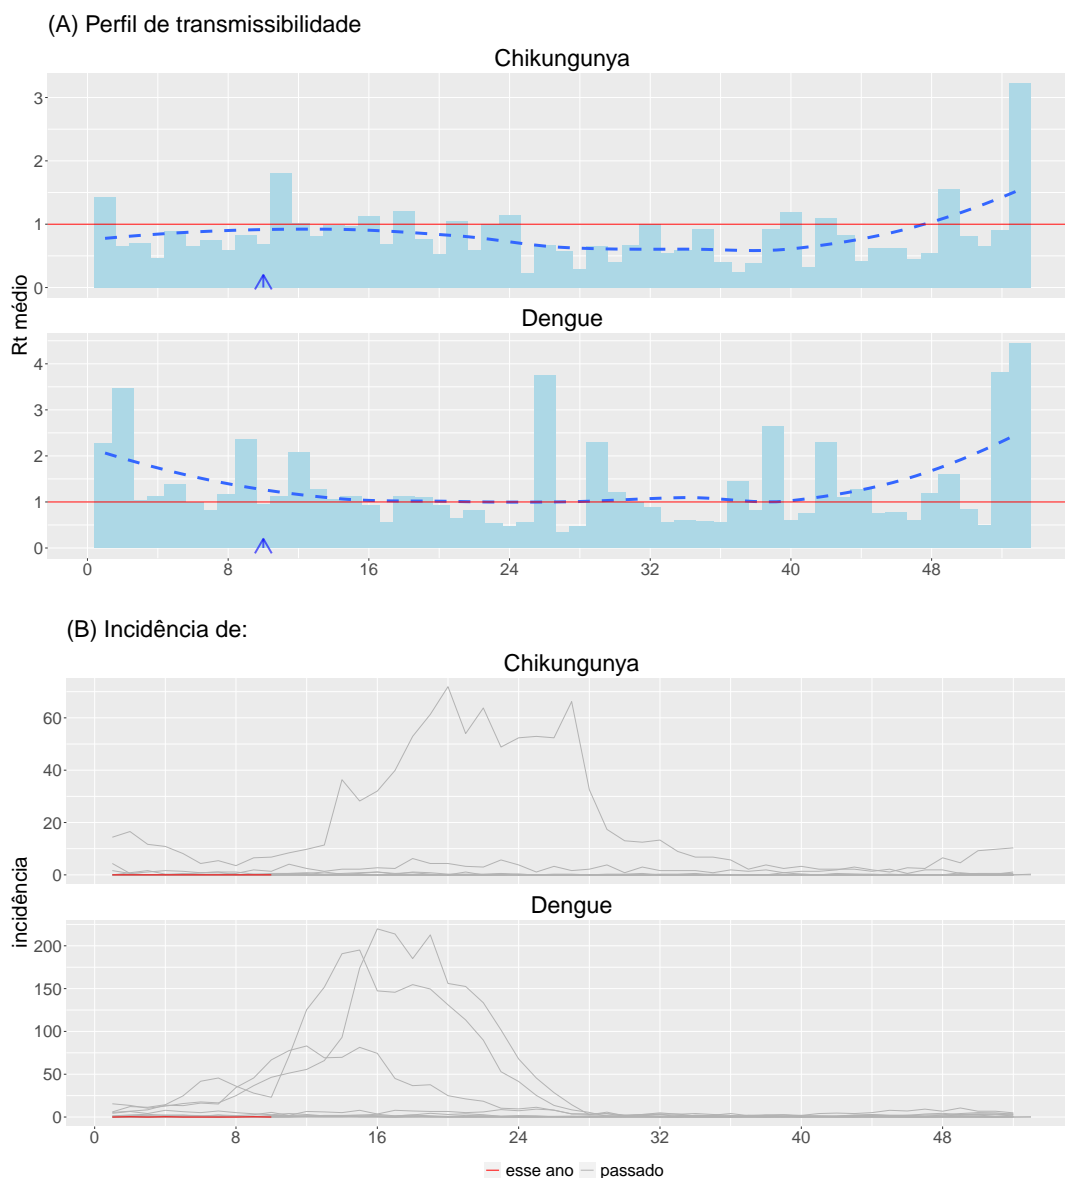 (A) Perfil de transmissibilidade
Chikungunya
3
2
1
0
Dengue
4
3
2
1
0
Rt médio
0 8 16 24 32 40 48
(B) Incidência de:
Chikungunya
60
40
20
0
Dengue
200
150
100
50
0
incidência
0 8 16 24 32 40 48
esse ano passado